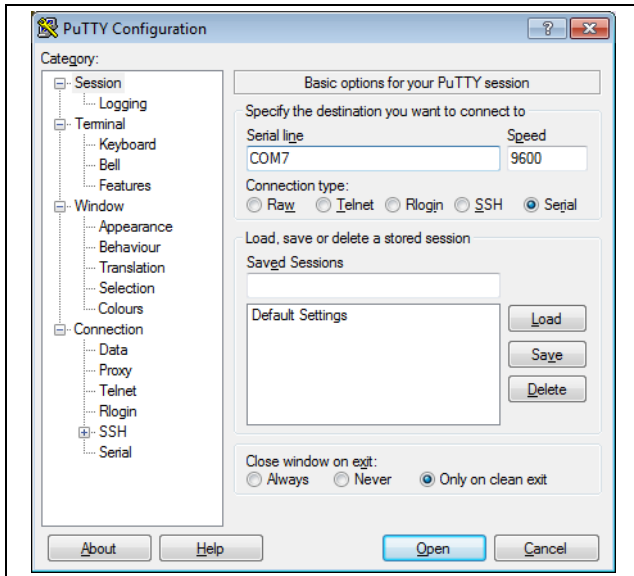 PuTTY Configuration
Category:
Session
Logging
Terminal
Keyboard
Bell
Features
Window
Appearance
Behaviour
Translation
Selection
Colours
Connection
Data
Proxy
Telnet
Rlogin
SSH
Serial
Basic options for your PuTTY session
Specify the destination you want to connect to
Serial line Speed
COM7 9600
Connection type:
Raw Telnet Rlogin SSH Serial
Load, save or delete a stored session
Saved Sessions
Default Settings
Load
Save
Delete
Close window on exit:
Always Never Only on clean exit
About Help Open Cancel